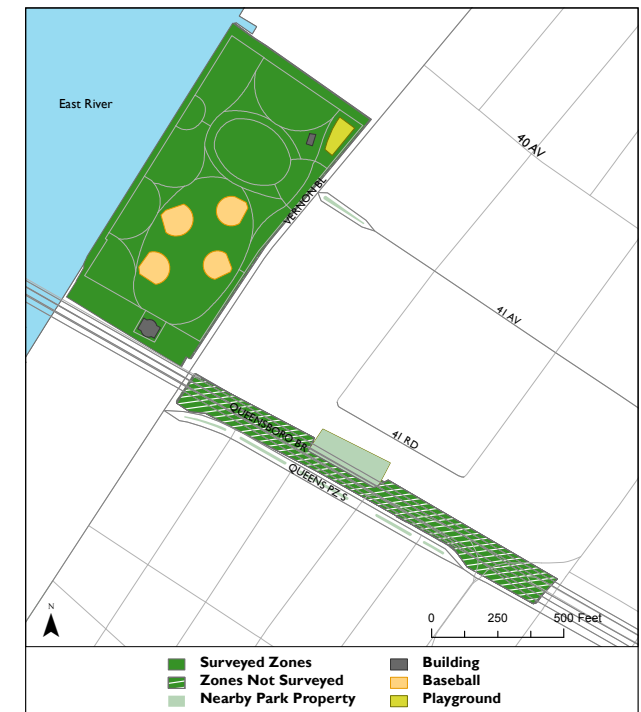 East River
40 AV
VERNON BL
41 AV
41 RD
QUEENSBORO BR
QUEENS PZ S
N
0 250 500 Feet
Surveyed Zones
Zones Not Surveyed
Nearby Park Property
Building
Baseball
Playground